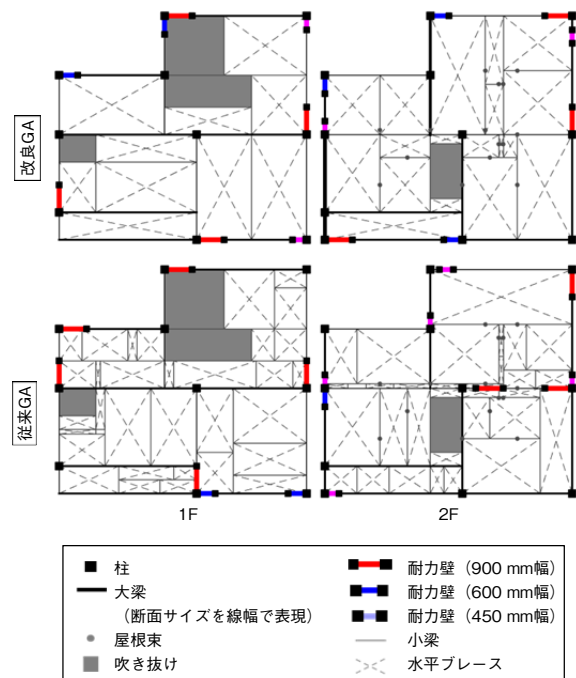 改良GA
従来GA
1F
2F
柱
大梁
（断面サイズを線幅で表現）
屋根束
吹き抜け
耐力壁（900 mm幅）
耐力壁（600 mm幅）
耐力壁（450 mm幅）
小梁
水平ブレース